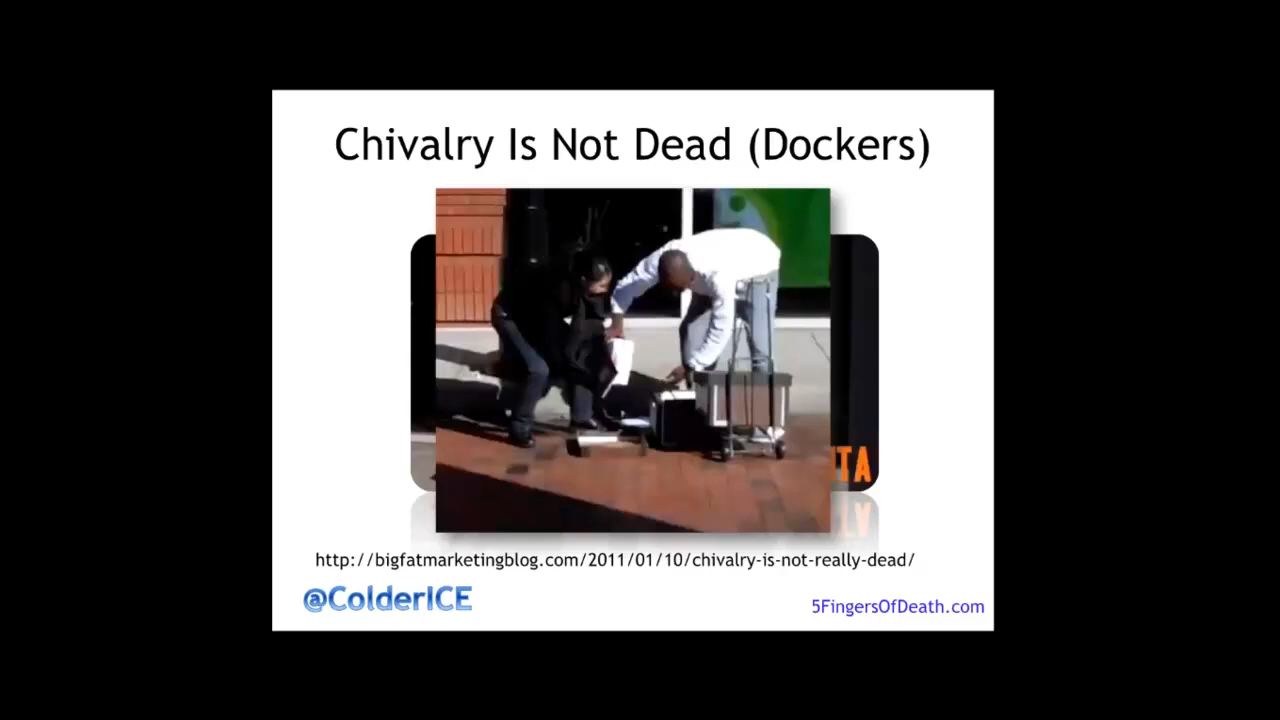 Chivalry Is Not Dead (Dockers)
http://bigfatmarketingblog.com/2011/01/10/chivalry-is-not-really-dead/
@ColderICE
5FingersOfDeath.com